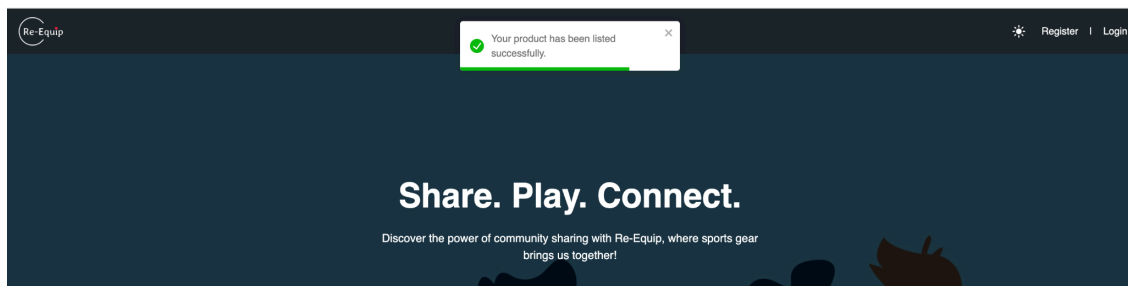 Re-Equip
Your product has been listed
successfully.
Register | Login
Share. Play. Connect.
Discover the power of community sharing with Re-Equip, where sports gear
brings us together!